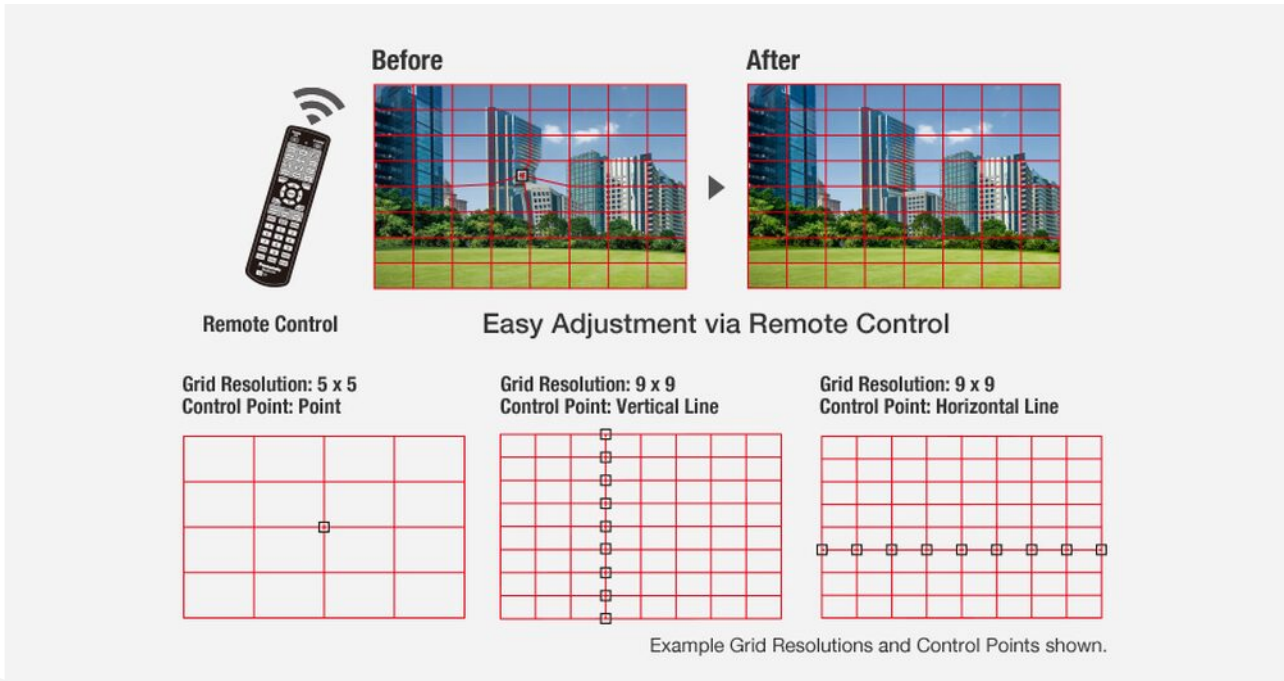 Before
After
Remote Control
Easy Adjustment via Remote Control
Grid Resolution: 5 x 5
Control Point: Point
Grid Resolution: 9 x 9
Control Point: Vertical Line
Grid Resolution: 9 x 9
Control Point: Horizontal Line
Example Grid Resolutions and Control Points shown.